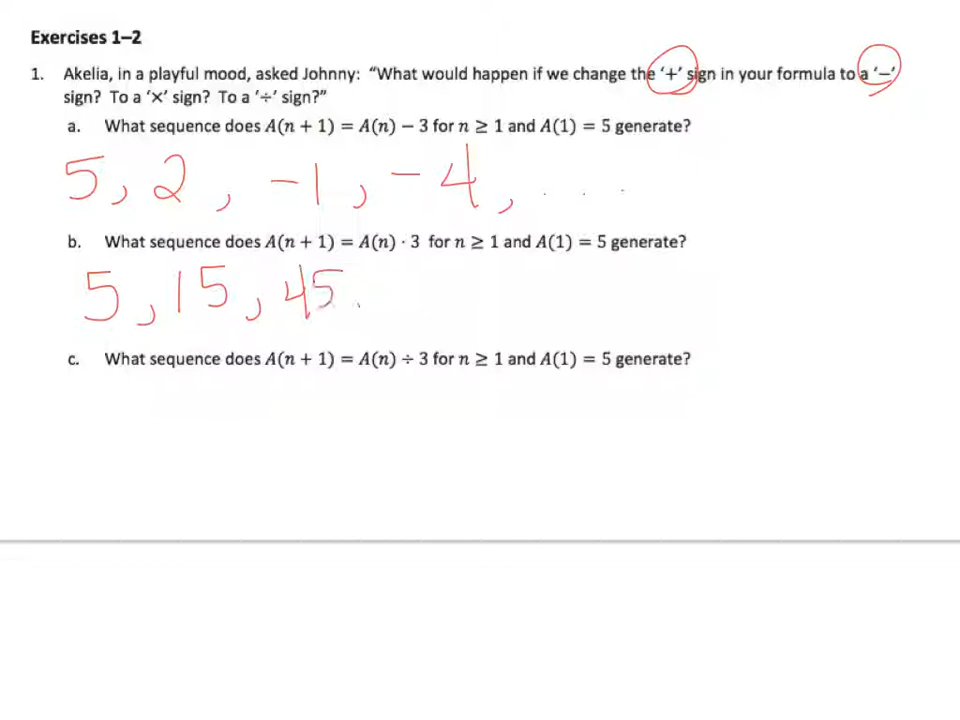 Exercises 1–2
1. Akelia, in a playful mood, asked Johnny: “What would happen if we change the ‘+’ sign in your formula to a ‘−’
sign? To a ‘×’ sign? To a ‘÷’ sign?”
a. What sequence does A(n + 1) = A(n) − 3 for n ≥ 1 and A(1) = 5 generate?
5, 2, -1, -4, . . .
b. What sequence does A(n + 1) = A(n) · 3 for n ≥ 1 and A(1) = 5 generate?
5, 15, 45.
c. What sequence does A(n + 1) = A(n) ÷ 3 for n ≥ 1 and A(1) = 5 generate?